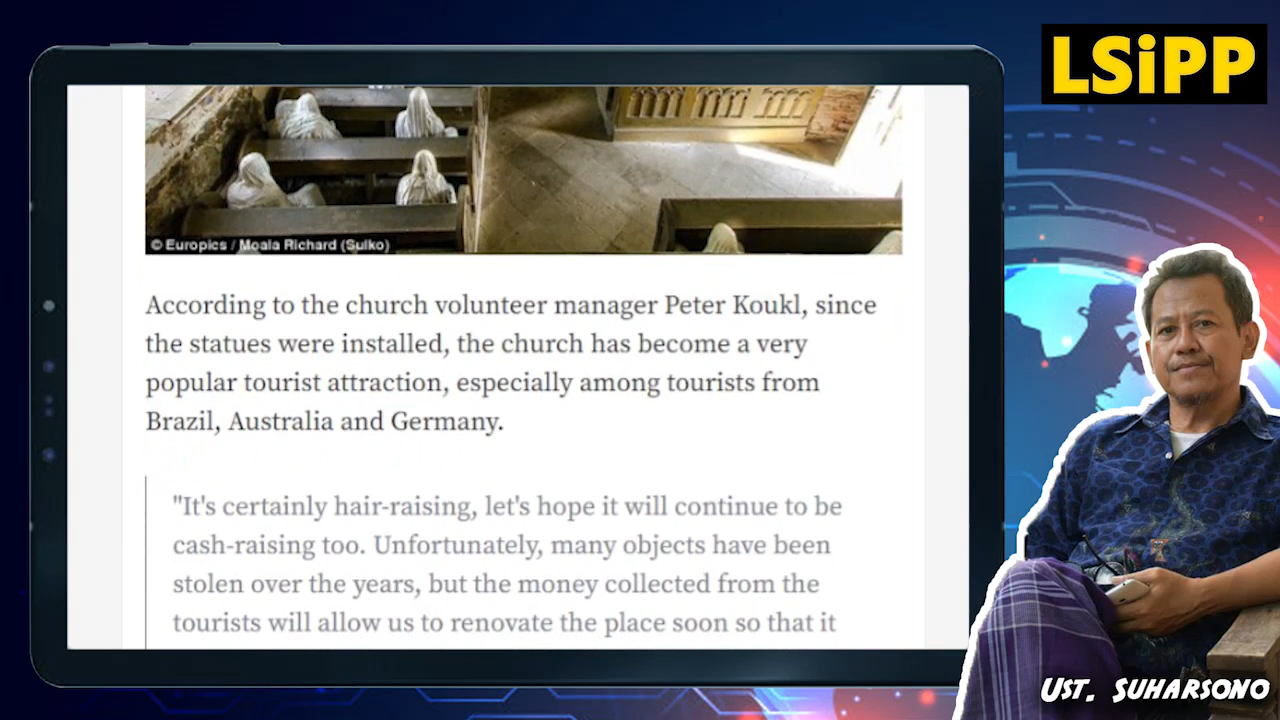 LSiPP
© Europics / Moala Richard (Sulko)
According to the church volunteer manager Peter Koukl, since
the statues were installed, the church has become a very
popular tourist attraction, especially among tourists from
Brazil, Australia and Germany.
"It's certainly hair-raising, let's hope it will continue to be
cash-raising too. Unfortunately, many objects have been
stolen over the years, but the money collected from the
tourists will allow us to renovate the place soon so that it
UST. SUHARSONO